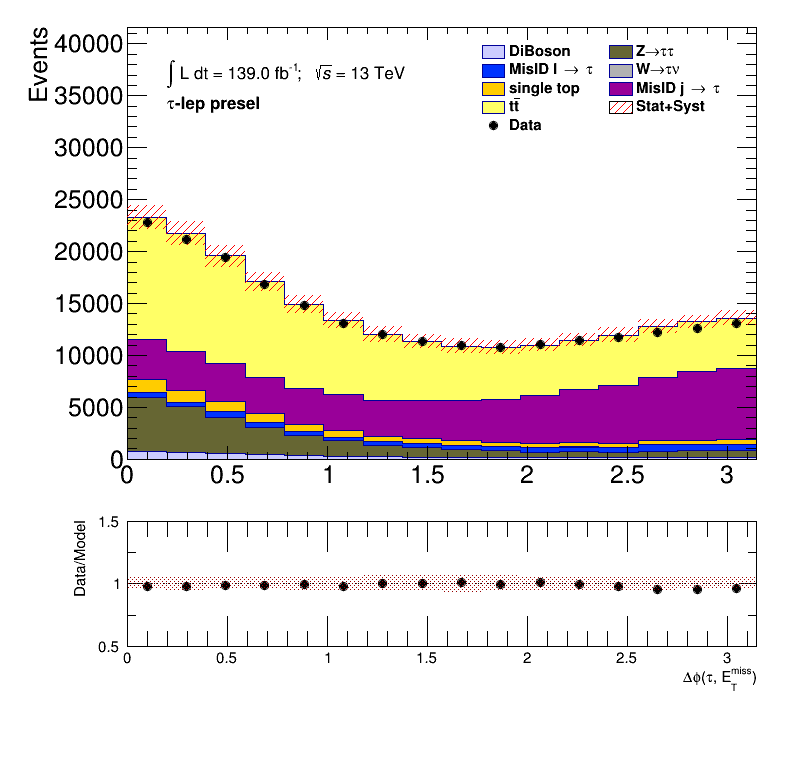 Events
40000
35000
30000
25000
20000
15000
10000
5000
0
∫ L dt = 139.0 fb⁻¹; √s = 13 TeV
τ-lep presel
DiBoson
MisID l → τ
single top
tt̄
Data
Z→ττ
W→τν
MisID j → τ
Stat+Syst
0 0.5 1 1.5 2 2.5 3
Data/Model
1.5
1
0.5
0 0.5 1 1.5 2 2.5 3
Δϕ(τ, E_T^miss)